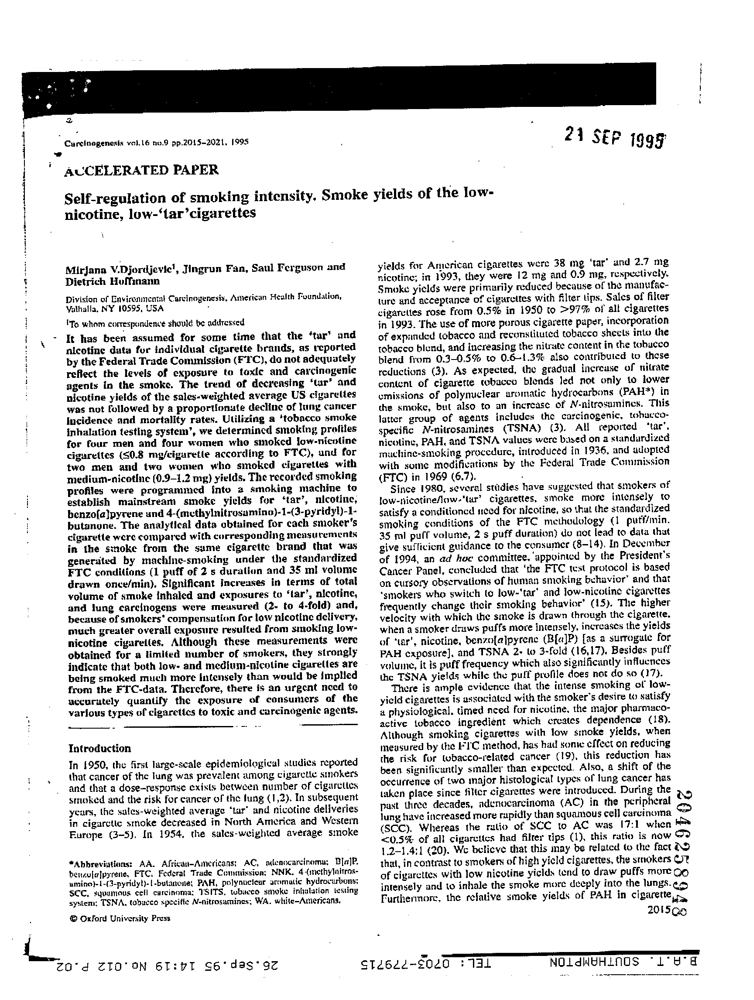 Carcinogenesis vol.16 no.9 pp.2015–2021, 1995
21 SEP 1995
ACCELERATED PAPER
Self-regulation of smoking intensity. Smoke yields of the low-
nicotine, low-‘tar’cigarettes
Mirjana V.Djordjevic¹, Jingrun Fan, Saul Ferguson and
Dietrich Hoffmann
Division of Environmental Carcinogenesis, American Health Foundation,
Valhalla, NY 10595, USA
¹To whom correspondence should be addressed
It has been assumed for some time that the ‘tar’ and
nicotine data for individual cigarette brands, as reported
by the Federal Trade Commission (FTC), do not adequately
reflect the levels of exposure to toxic and carcinogenic
agents in the smoke. The trend of decreasing ‘tar’ and
nicotine yields of the sales-weighted average US cigarettes
was not followed by a proportionate decline of lung cancer
incidence and mortality rates. Utilizing a ‘tobacco smoke
inhalation testing system’, we determined smoking profiles
for four men and four women who smoked low-nicotine
cigarettes (≤0.8 mg/cigarette according to FTC), and for
two men and two women who smoked cigarettes with
medium-nicotine (0.9–1.2 mg) yields. The recorded smoking
profiles were programmed into a smoking machine to
establish mainstream smoke yields for ‘tar’, nicotine,
benzo[a]pyrene and 4-(methylnitrosamino)-1-(3-pyridyl)-1-
butanone. The analytical data obtained for each smoker’s
cigarette were compared with corresponding measurements
in the smoke from the same cigarette brand that was
generated by machine-smoking under the standardized
FTC conditions (1 puff of 2 s duration and 35 ml volume
drawn once/min). Significant increases in terms of total
volume of smoke inhaled and exposures to ‘tar’, nicotine,
and lung carcinogens were measured (2- to 4-fold) and,
because of smokers’ compensation for low nicotine delivery,
much greater overall exposure resulted from smoking low-
nicotine cigarettes. Although these measurements were
obtained for a limited number of smokers, they strongly
indicate that both low- and medium-nicotine cigarettes are
being smoked much more intensely than would be implied
from the FTC-data. Therefore, there is an urgent need to
accurately quantify the exposure of consumers of the
various types of cigarettes to toxic and carcinogenic agents.
Introduction
In 1950, the first large-scale epidemiological studies reported
that cancer of the lung was prevalent among cigarette smokers
and that a dose–response exists between number of cigarettes
smoked and the risk for cancer of the lung (1,2). In subsequent
years, the sales-weighted average ‘tar’ and nicotine deliveries
in cigarette smoke decreased in North America and Western
Europe (3–5). In 1954, the sales-weighted average smoke
*Abbreviations: AA. African-Americans; AC, adenocarcinoma; B[a]P,
benzo[a]pyrene, FTC. Federal Trade Commission; NNK, 4-(methylnitros-
amino)-1-(3-pyridyl)-1-butanone; PAH, polynuclear aromatic hydrocarbons;
SCC, squamous cell carcinoma; TSITS, tobacco smoke inhalation testing
system; TSNA, tobacco specific N-nitrosamines; WA, white-Americans.
© Oxford University Press
yields for American cigarettes were 38 mg ‘tar’ and 2.7 mg
nicotine; in 1993, they were 12 mg and 0.9 mg, respectively.
Smoke yields were primarily reduced because of the manufac-
ture and acceptance of cigarettes with filter tips. Sales of filter
cigarettes rose from 0.5% in 1950 to >97% of all cigarettes
in 1993. The use of more porous cigarette paper, incorporation
of expanded tobacco and reconstituted tobacco sheets into the
tobacco blend, and increasing the nitrate content in the tobacco
blend from 0.3–0.5% to 0.6–1.3% also contributed to these
reductions (3). As expected, the gradual increase of nitrate
content of cigarette tobacco blends led not only to lower
emissions of polynuclear aromatic hydrocarbons (PAH*) in
the smoke, but also to an increase of N-nitrosamines. This
latter group of agents includes the carcinogenic, tobacco-
specific N-nitrosamines (TSNA) (3). All reported ‘tar’,
nicotine, PAH, and TSNA values were based on a standardized
machine-smoking procedure, introduced in 1936, and adopted
with some modifications by the Federal Trade Commission
(FTC) in 1969 (6,7).
Since 1980, several studies have suggested that smokers of
low-nicotine/low-‘tar’ cigarettes, smoke more intensely to
satisfy a conditioned need for nicotine, so that the standardized
smoking conditions of the FTC methodology (1 puff/min.
35 ml puff volume, 2 s puff duration) do not lead to data that
give sufficient guidance to the consumer (8–14). In December
of 1994, an ad hoc committee, appointed by the President’s
Cancer Panel, concluded that ‘the FTC test protocol is based
on cursory observations of human smoking behavior’ and that
‘smokers who switch to low-‘tar’ and low-nicotine cigarettes
frequently change their smoking behavior’ (15). The higher
velocity with which the smoke is drawn through the cigarette,
when a smoker draws puffs more intensely, increases the yields
of ‘tar’, nicotine, benzo[a]pyrene (B[a]P) [as a surrogate for
PAH exposure], and TSNA 2- to 3-fold (16,17). Besides puff
volume, it is puff frequency which also significantly influences
the TSNA yields while the puff profile does not do so (17).
There is ample evidence that the intense smoking of low-
yield cigarettes is associated with the smoker’s desire to satisfy
a physiological, timed need for nicotine, the major pharmaco-
active tobacco ingredient which creates dependence (18).
Although smoking cigarettes with low smoke yields, when
measured by the FTC method, has had some effect on reducing
the risk for tobacco-related cancer (19), this reduction has
been significantly smaller than expected. Also, a shift of the
occurrence of two major histological types of lung cancer has
taken place since filter cigarettes were introduced. During the
past three decades, adenocarcinoma (AC) in the peripheral
lung have increased more rapidly than squamous cell carcinoma
(SCC). Whereas the ratio of SCC to AC was 17:1 when
<0.5% of all cigarettes had filter tips (1), this ratio is now
1.2–1.4:1 (20). We believe that this may be related to the fact
that, in contrast to smokers of high yield cigarettes, the smokers
of cigarettes with low nicotine yields tend to draw puffs more
intensely and to inhale the smoke more deeply into the lungs.
Furthermore, the relative smoke yields of PAH in cigarette
2015
B.A.T. SOUTHAMPTON TEL: 0703-779715 26.Sep.95 14:19 No.012 P.02